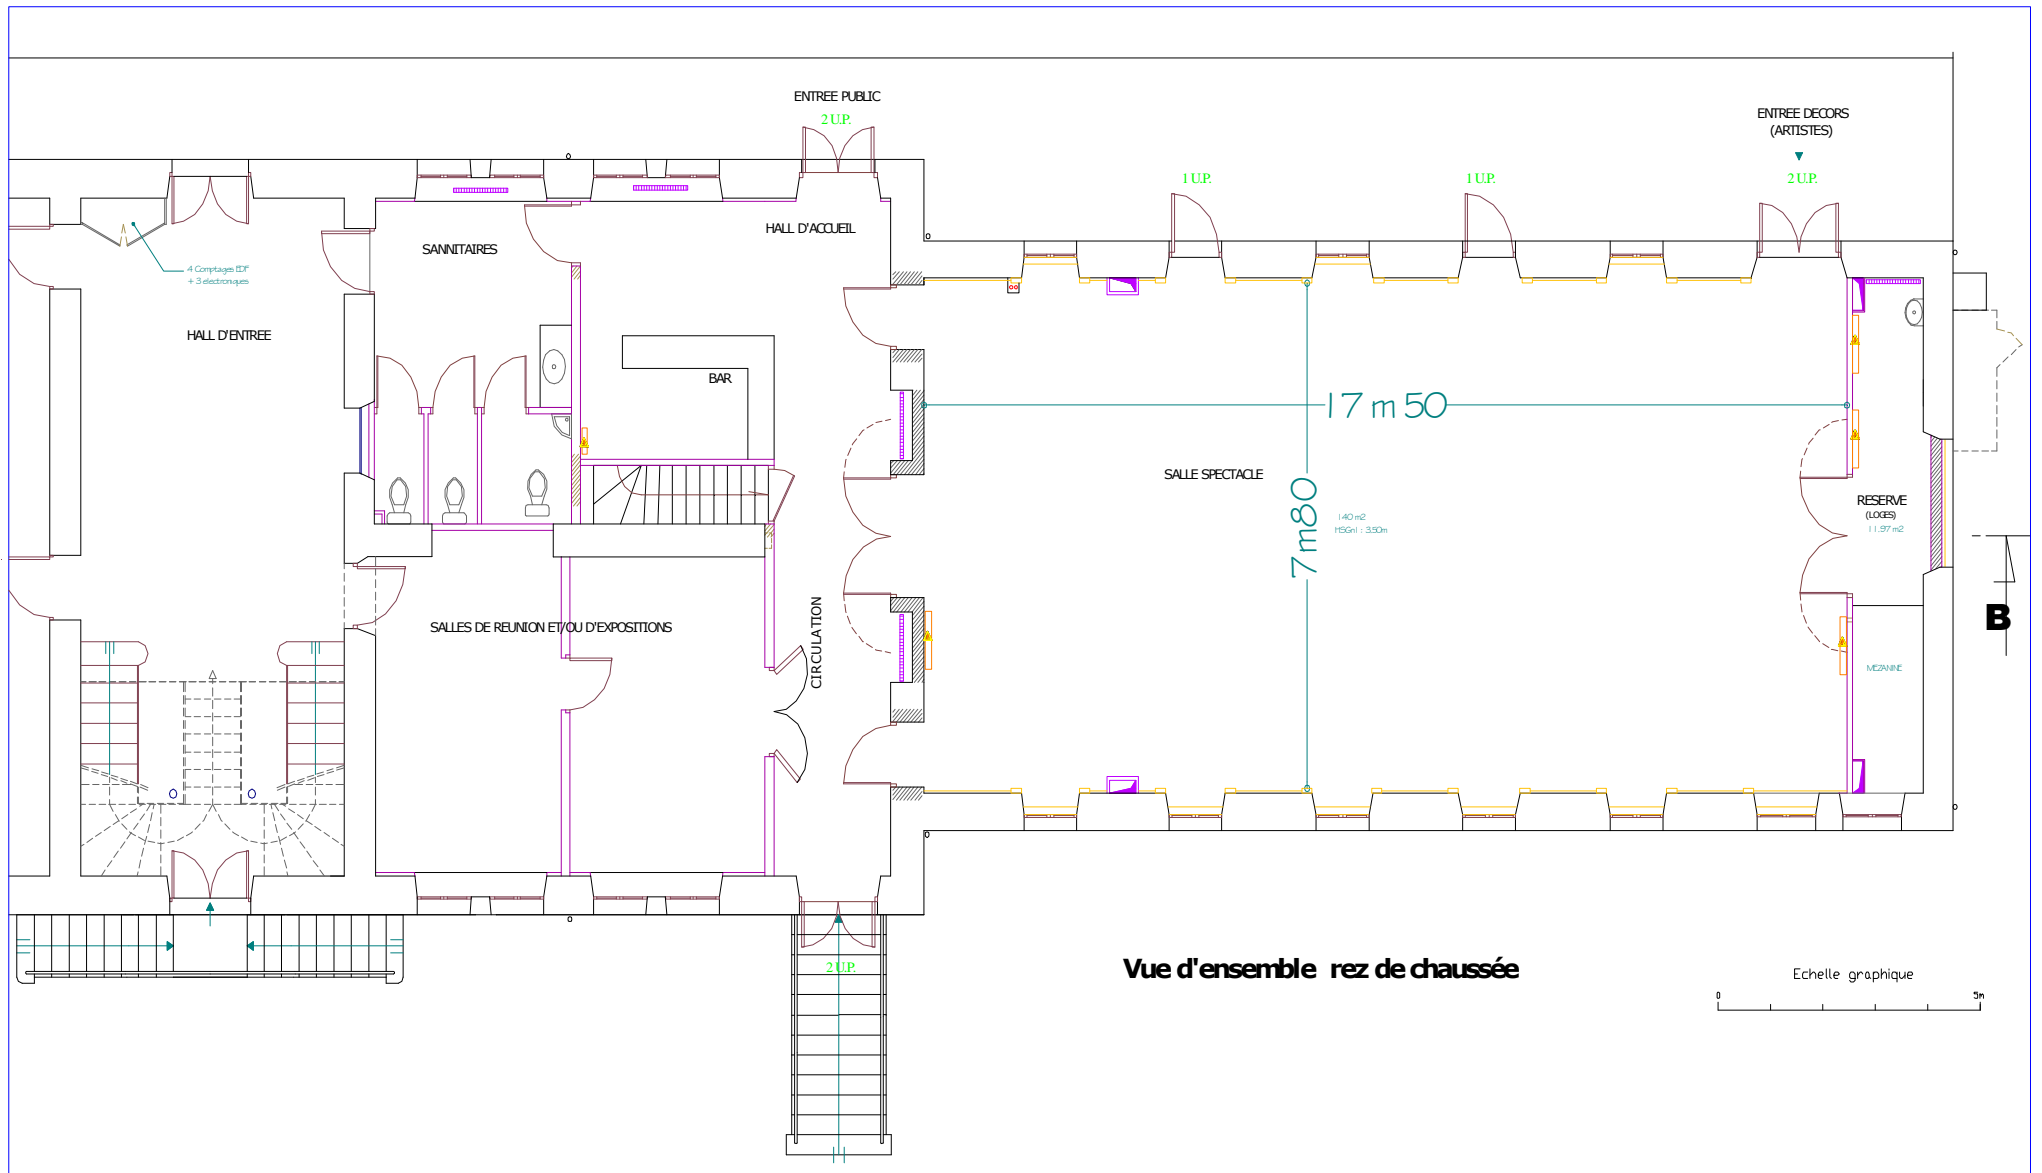 ENTREE PUBLIC
2 U.P.
ENTREE DECORS
(ARTISTES)
1 U.P.
1 U.P.
2 U.P.
HALL D'ACCUEIL
SANNITAIRES
4 Comptages EDF
+ 3 electroniques
HALL D'ENTREE
BAR
17 m 50
SALLE SPECTACLE
7 m80
140 m2
HSGnl : 3.50m
RESERVE
(LOGES)
11.97 m2
B
CIRCULATION
SALLES DE REUNION ET/OU D'EXPOSITIONS
MEZANINE
2 U.P.
Vue d'ensemble rez de chaussée
Echelle graphique
0 5m